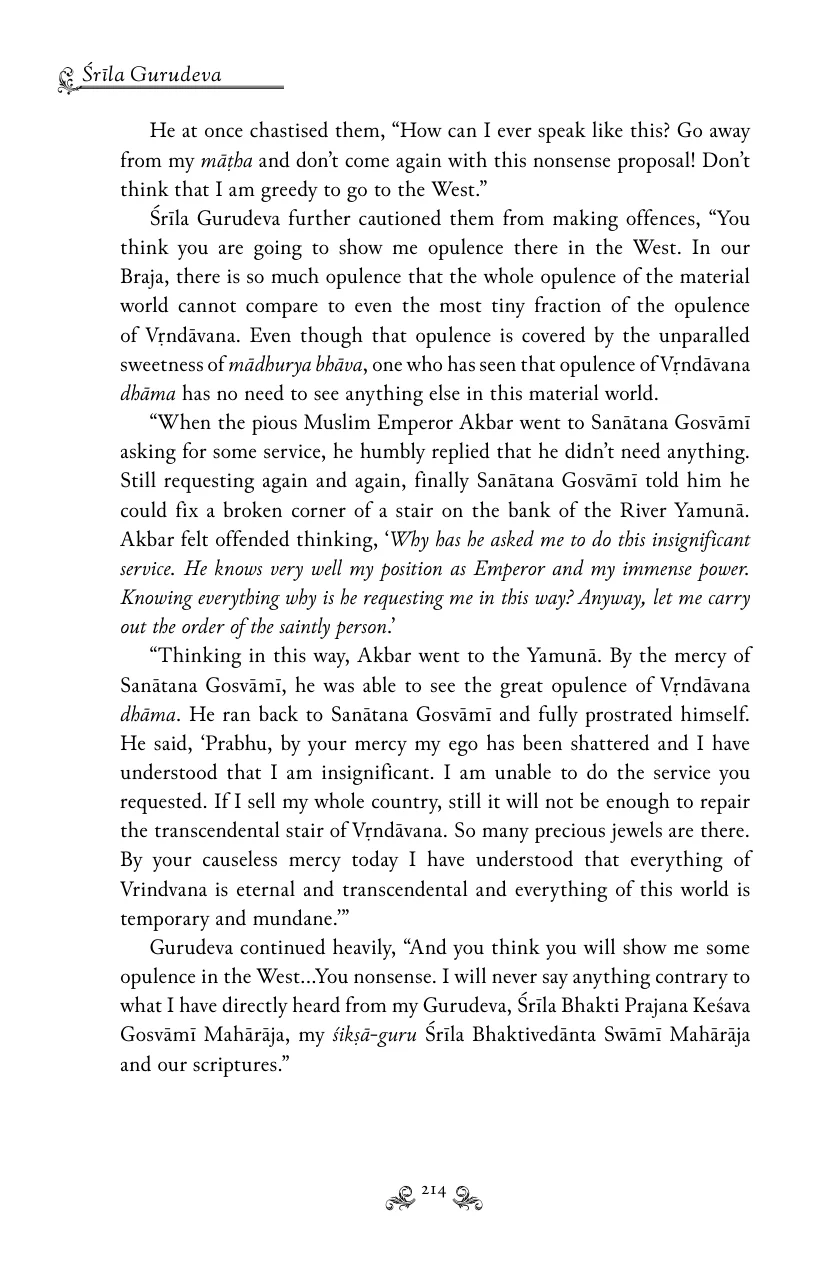 Śrīla Gurudeva
He at once chastised them, “How can I ever speak like this? Go away
from my māṭha and don’t come again with this nonsense proposal! Don’t
think that I am greedy to go to the West.”
Śrīla Gurudeva further cautioned them from making offences, “You
think you are going to show me opulence there in the West. In our
Braja, there is so much opulence that the whole opulence of the material
world cannot compare to even the most tiny fraction of the opulence
of Vṛndāvana. Even though that opulence is covered by the unparalled
sweetness of mādhurya bhāva, one who has seen that opulence of Vṛndāvana
dhāma has no need to see anything else in this material world.
“When the pious Muslim Emperor Akbar went to Sanātana Gosvāmī
asking for some service, he humbly replied that he didn’t need anything.
Still requesting again and again, finally Sanātana Gosvāmī told him he
could fix a broken corner of a stair on the bank of the River Yamunā.
Akbar felt offended thinking, ‘Why has he asked me to do this insignificant
service. He knows very well my position as Emperor and my immense power.
Knowing everything why is he requesting me in this way? Anyway, let me carry
out the order of the saintly person.’
“Thinking in this way, Akbar went to the Yamunā. By the mercy of
Sanātana Gosvāmī, he was able to see the great opulence of Vṛndāvana
dhāma. He ran back to Sanātana Gosvāmī and fully prostrated himself.
He said, ‘Prabhu, by your mercy my ego has been shattered and I have
understood that I am insignificant. I am unable to do the service you
requested. If I sell my whole country, still it will not be enough to repair
the transcendental stair of Vṛndāvana. So many precious jewels are there.
By your causeless mercy today I have understood that everything of
Vrindvana is eternal and transcendental and everything of this world is
temporary and mundane.’”
Gurudeva continued heavily, “And you think you will show me some
opulence in the West...You nonsense. I will never say anything contrary to
what I have directly heard from my Gurudeva, Śrīla Bhakti Prajana Keśava
Gosvāmī Mahārāja, my śikṣā-guru Śrīla Bhaktivedānta Swāmī Mahārāja
and our scriptures.”
214